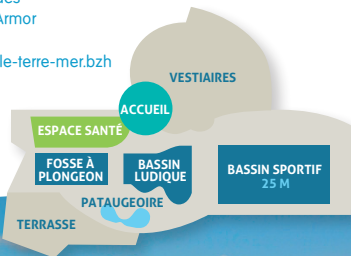 Armor
le-terre-mer.bzh
VESTIAIRES
ACCUEIL
ESPACE SANTÉ
FOSSE À
PLONGEON
BASSIN
LUDIQUE
BASSIN SPORTIF
25 M
PATAUGEOIRE
TERRASSE